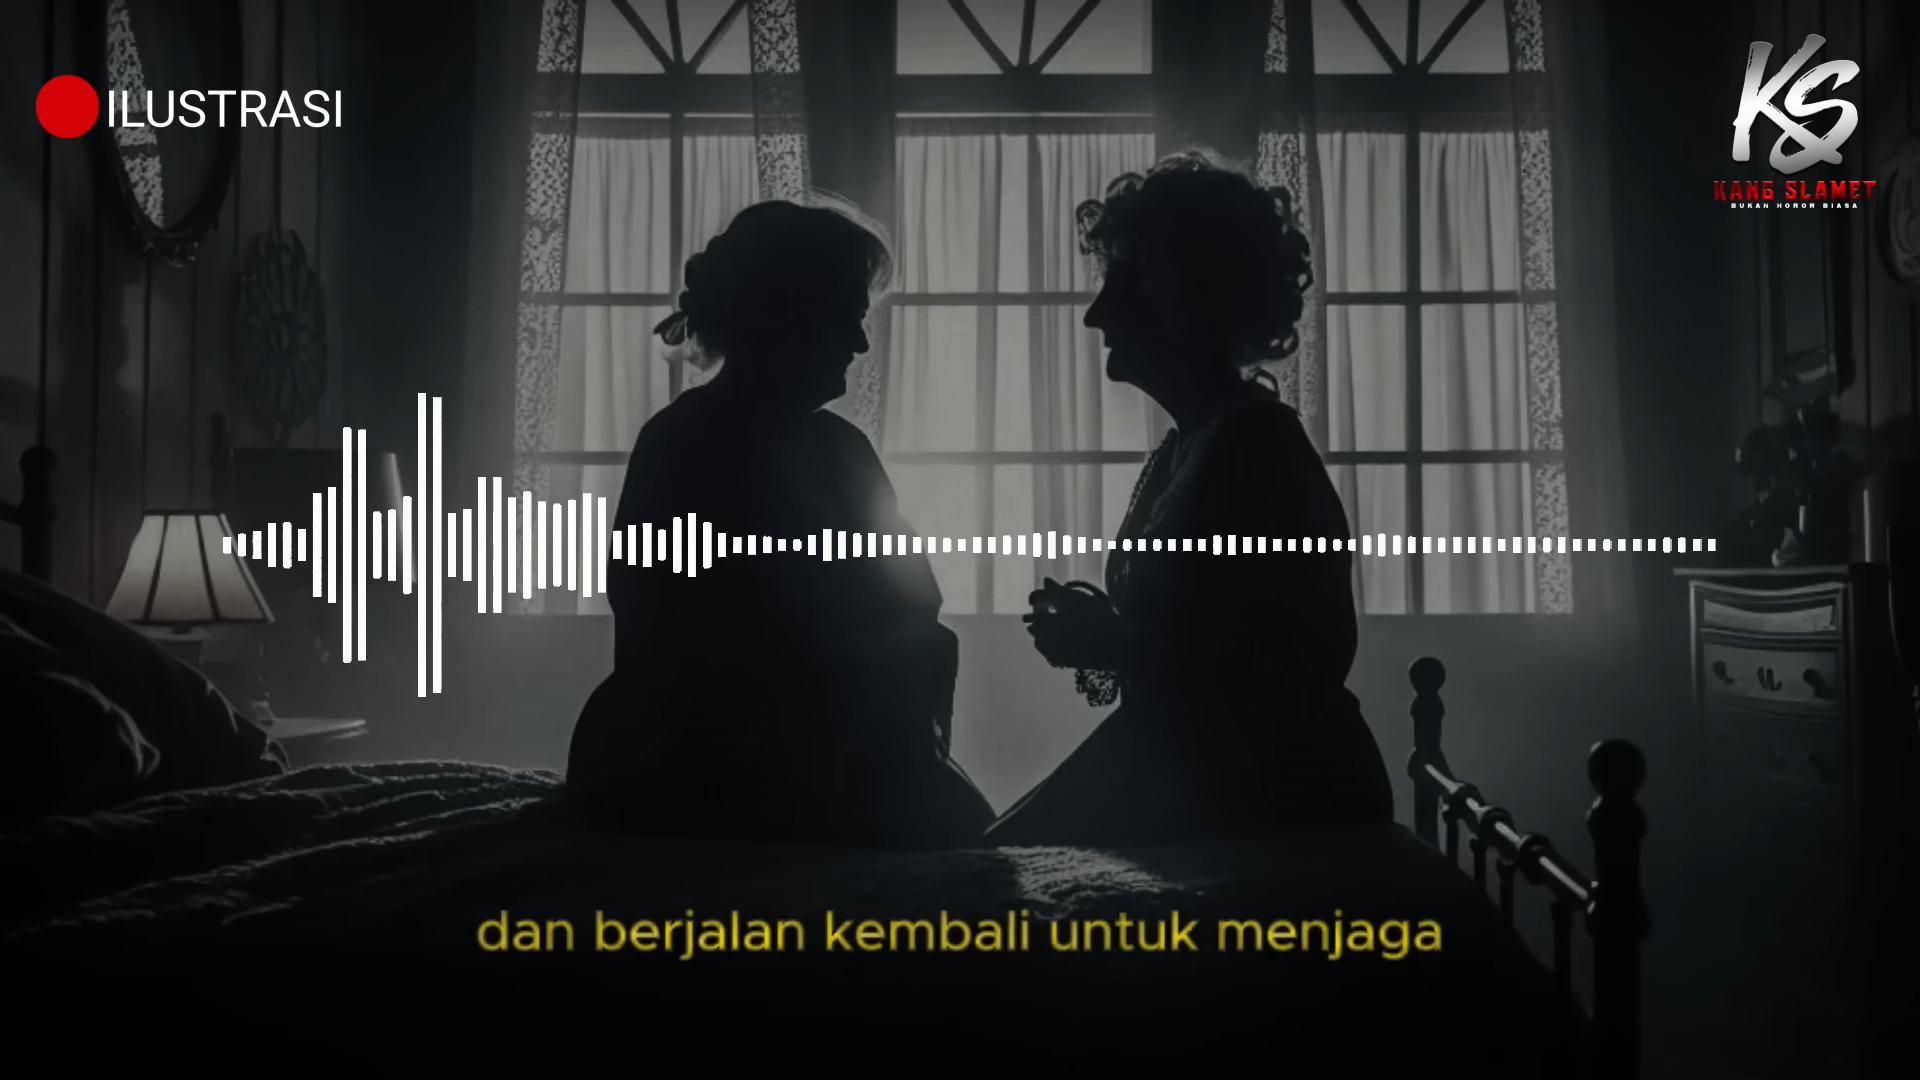 ILUSTRASI
KS
KANG SLAMET
BUKAN HOROR BIASA
dan berjalan kembali untuk menjaga